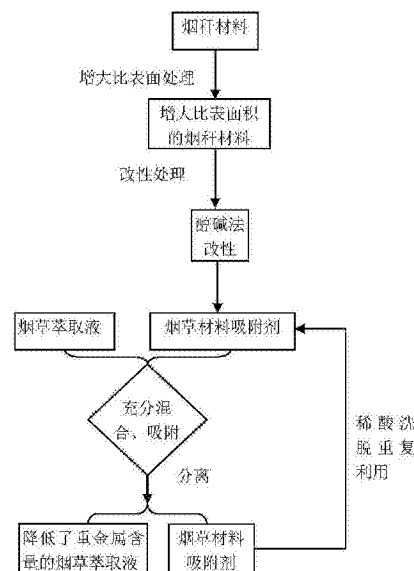 烟秆材料
增大比表面处理
增大比表面积
的烟秆材料
改性处理
醇碱法
改性
烟草萃取液
烟草材料吸附剂
充分混
合、吸附
稀酸洗
脱重复
利用
分离
降低了重金属含
量的烟草萃取液
烟草材料
吸附剂